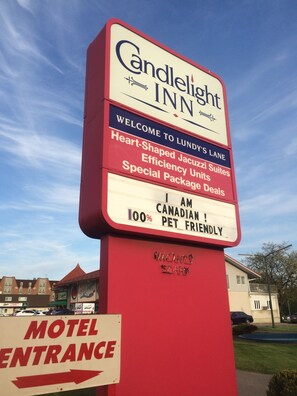 Candlelight
INN
WELCOME TO LUNDY'S LANE
Heart-Shaped Jacuzzi Suites
Efficiency Units
Special Package Deals
I AM
CANADIAN !
100% PET FRIENDLY
VACANCY
MOTEL
ENTRANCE